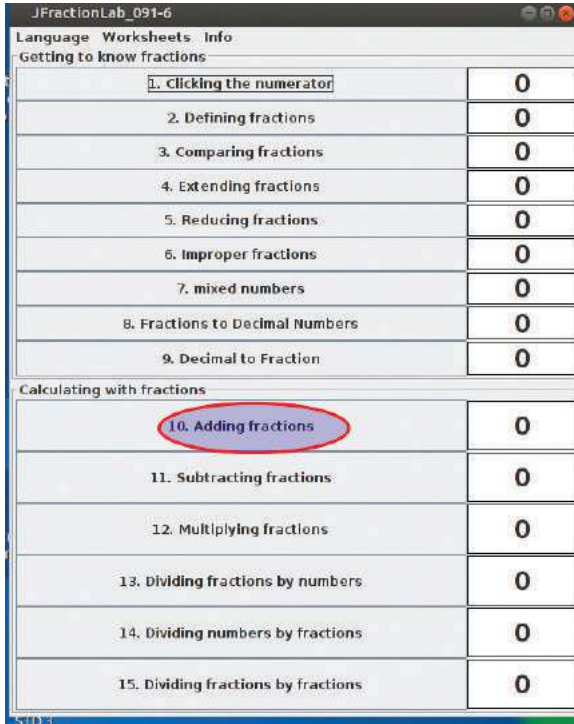 JFractionLab_091-6
Language Worksheets Info
Getting to know fractions
1. Clicking the numerator 0
2. Defining fractions 0
3. Comparing fractions 0
4. Extending fractions 0
5. Reducing fractions 0
6. Improper fractions 0
7. mixed numbers 0
8. Fractions to Decimal Numbers 0
9. Decimal to Fraction 0
Calculating with fractions
10. Adding fractions 0
11. Subtracting fractions 0
12. Multiplying fractions 0
13. Dividing fractions by numbers 0
14. Dividing numbers by fractions 0
15. Dividing fractions by fractions 0